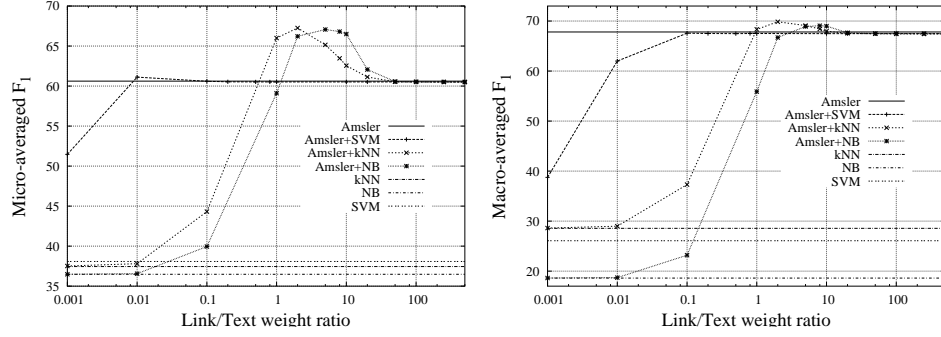 70
65
60
55
50
45
40
35
0.001 0.01 0.1 1 10 100
Micro-averaged F1
Link/Text weight ratio
Amsler
Amsler+SVM
Amsler+kNN
Amsler+NB
kNN
NB
SVM
70
60
50
40
30
20
0.001 0.01 0.1 1 10 100
Macro-averaged F1
Link/Text weight ratio
Amsler
Amsler+SVM
Amsler+kNN
Amsler+NB
kNN
NB
SVM